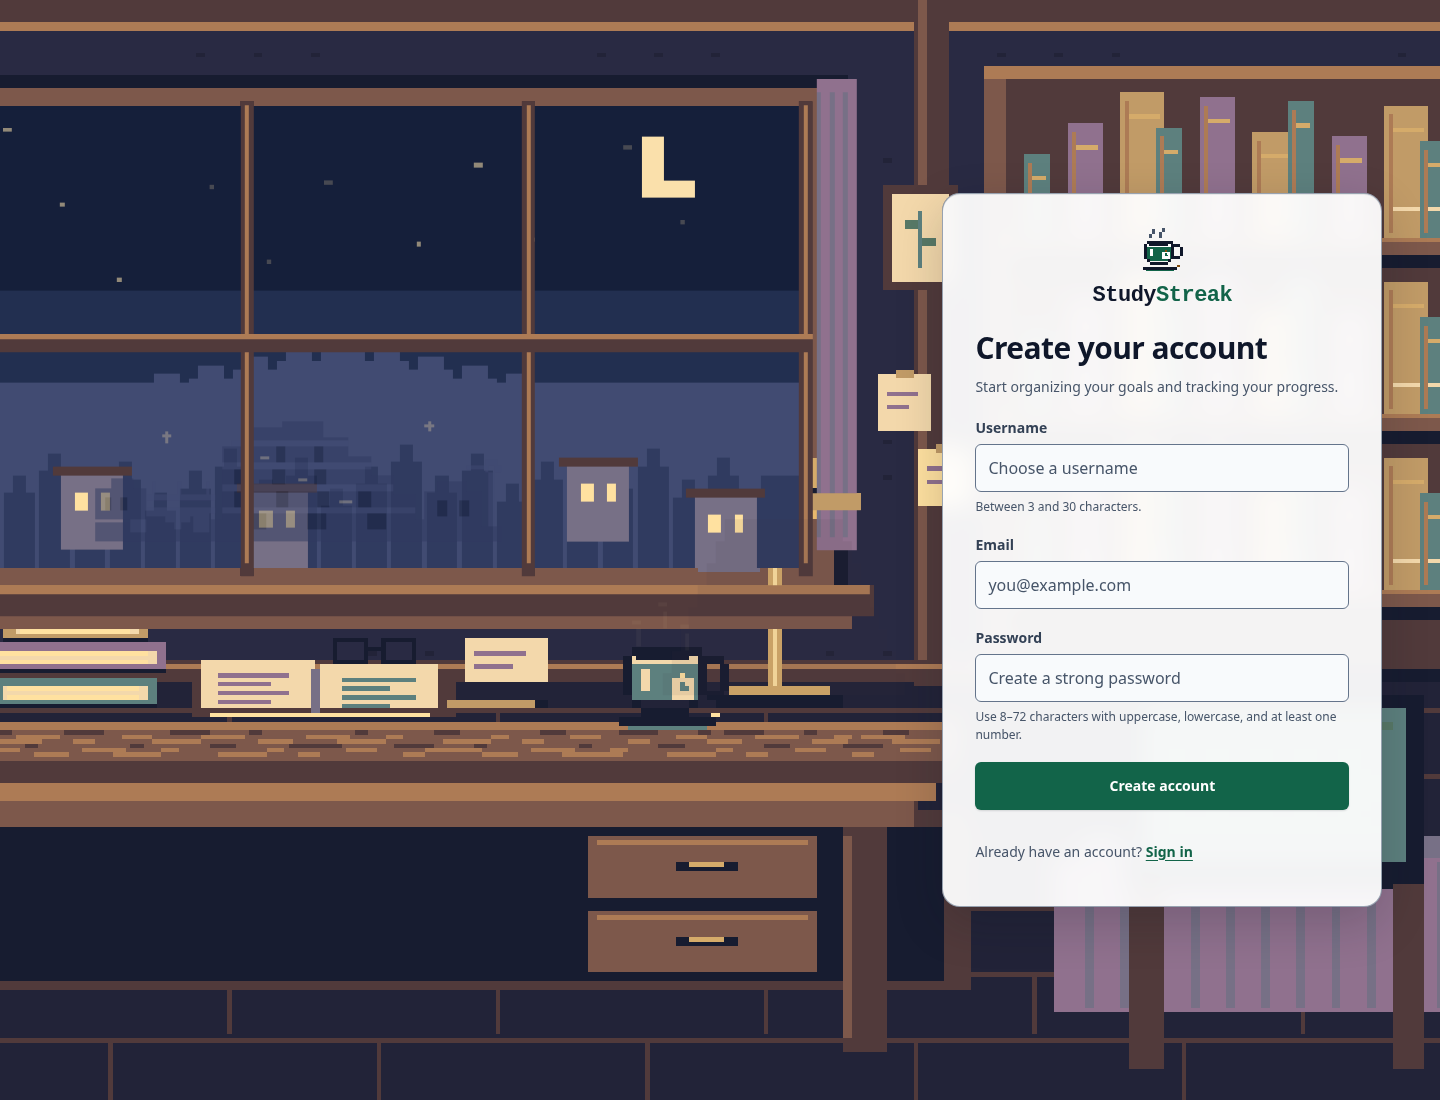 StudyStreak
Create your account
Start organizing your goals and tracking your progress.
Username
Choose a username
Between 3 and 30 characters.
Email
you@example.com
Password
Create a strong password
Use 8–72 characters with uppercase, lowercase, and at least one
number.
Create account
Already have an account? Sign in